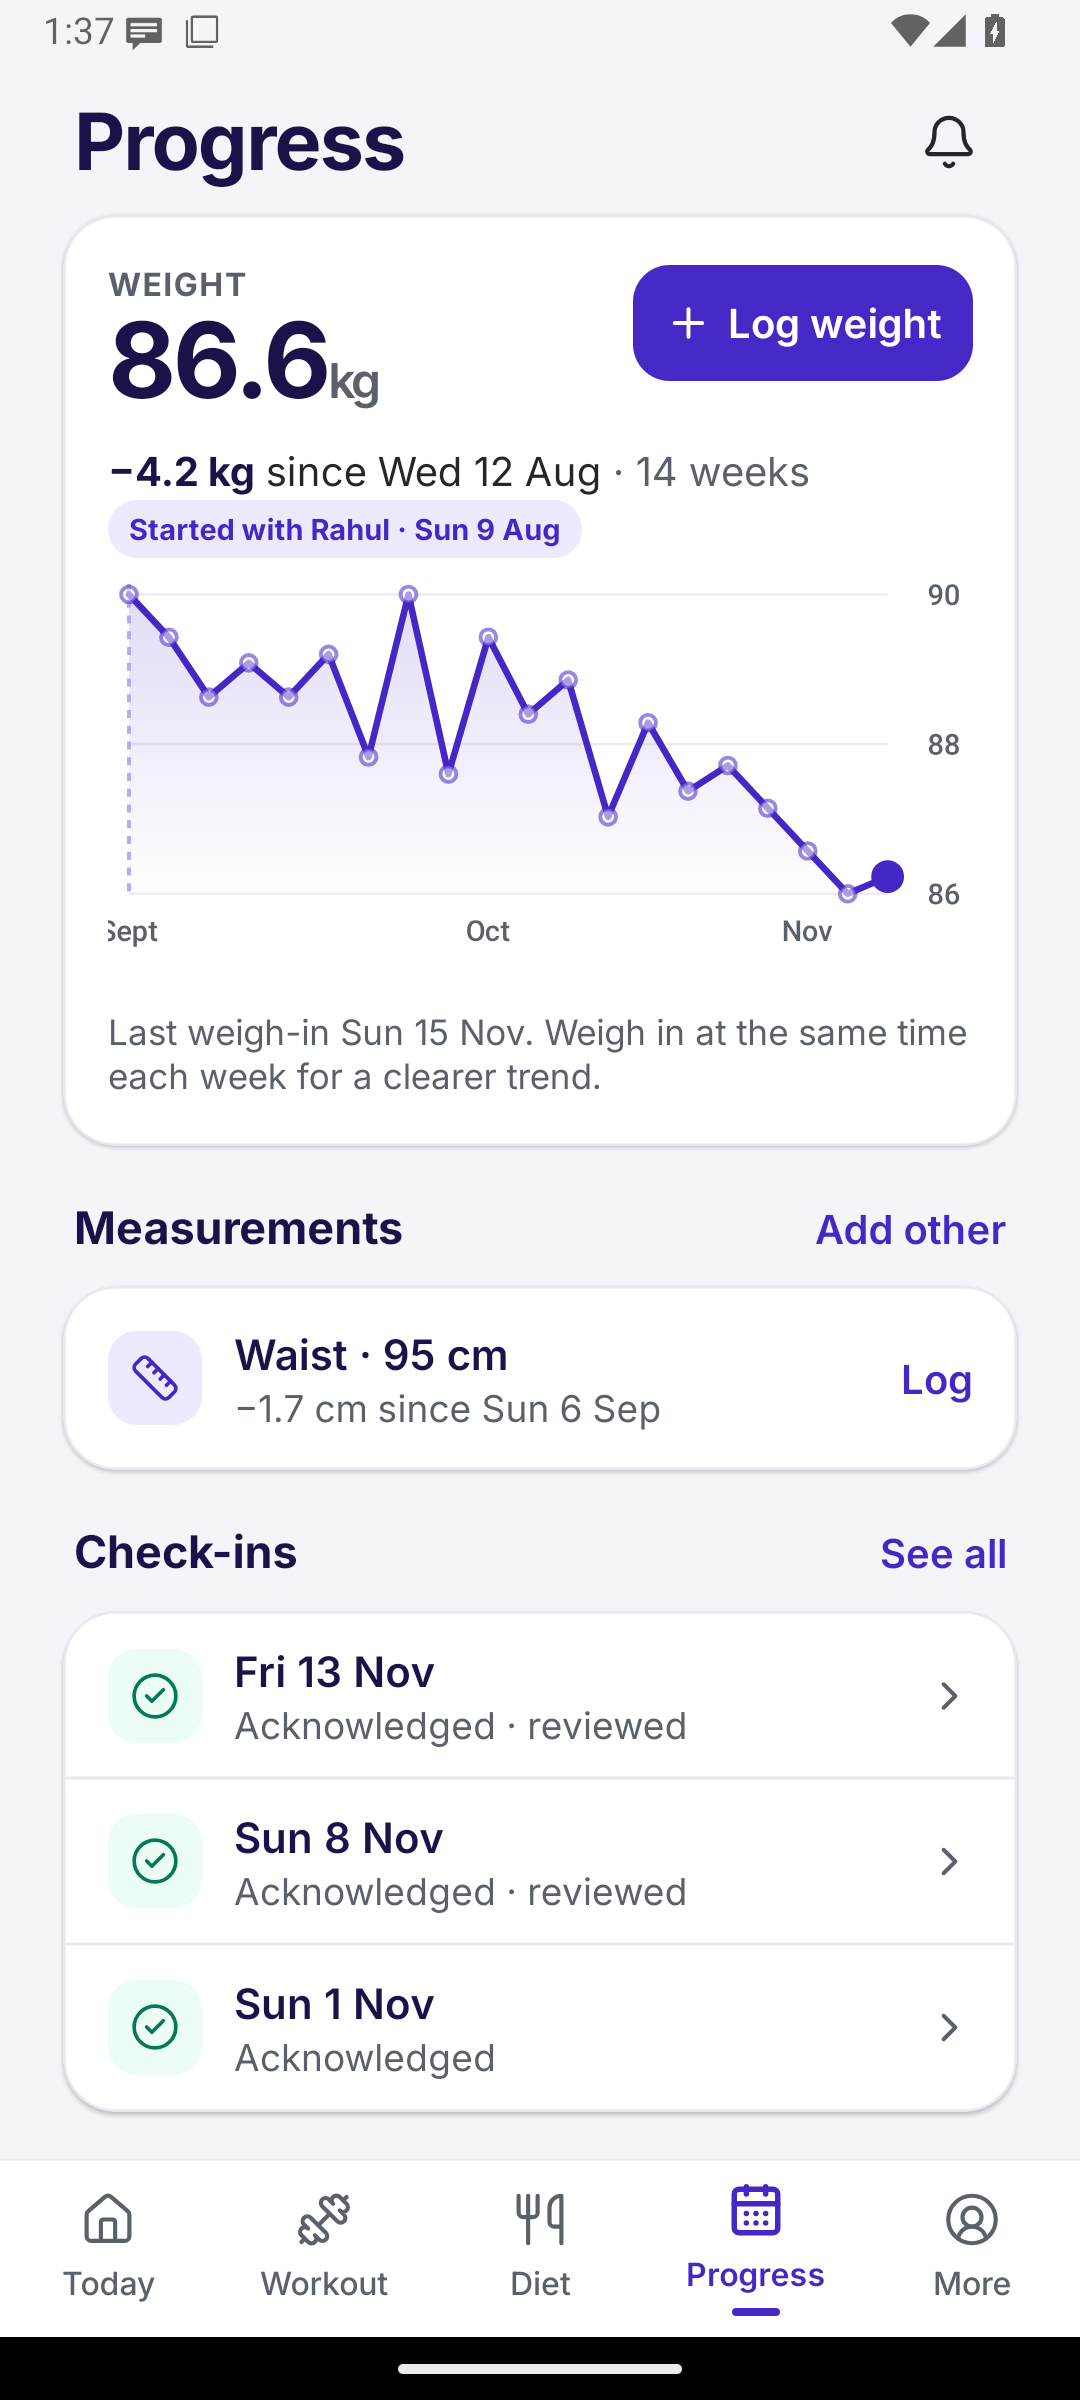 1:37
Progress
WEIGHT
86.6kg
+ Log weight
−4.2 kg since Wed 12 Aug · 14 weeks
Started with Rahul · Sun 9 Aug
90
88
86
Sept Oct Nov
Last weigh-in Sun 15 Nov. Weigh in at the same time
each week for a clearer trend.
Measurements
Add other
Waist · 95 cm
−1.7 cm since Sun 6 Sep
Log
Check-ins
See all
Fri 13 Nov
Acknowledged · reviewed
Sun 8 Nov
Acknowledged · reviewed
Sun 1 Nov
Acknowledged
Today Workout Diet Progress More